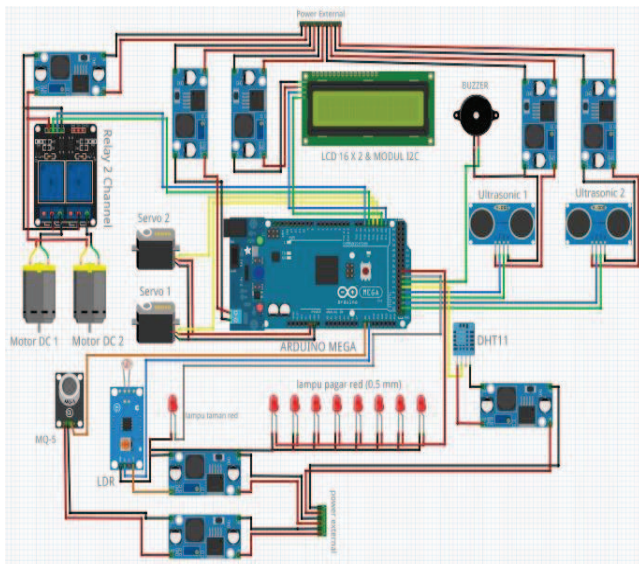 Power External
BUZZER
LCD 16 X 2 & MODUL I2C
Relay 2 Channel
Ultrasonic 1
Ultrasonic 2
Servo 2
Servo 1
MEGA
ARDUINO MEGA
Motor DC 1
Motor DC 2
DHT11
lampu taman red
lampu pagar red (0.5 mm)
MQ-5
LDR
power external